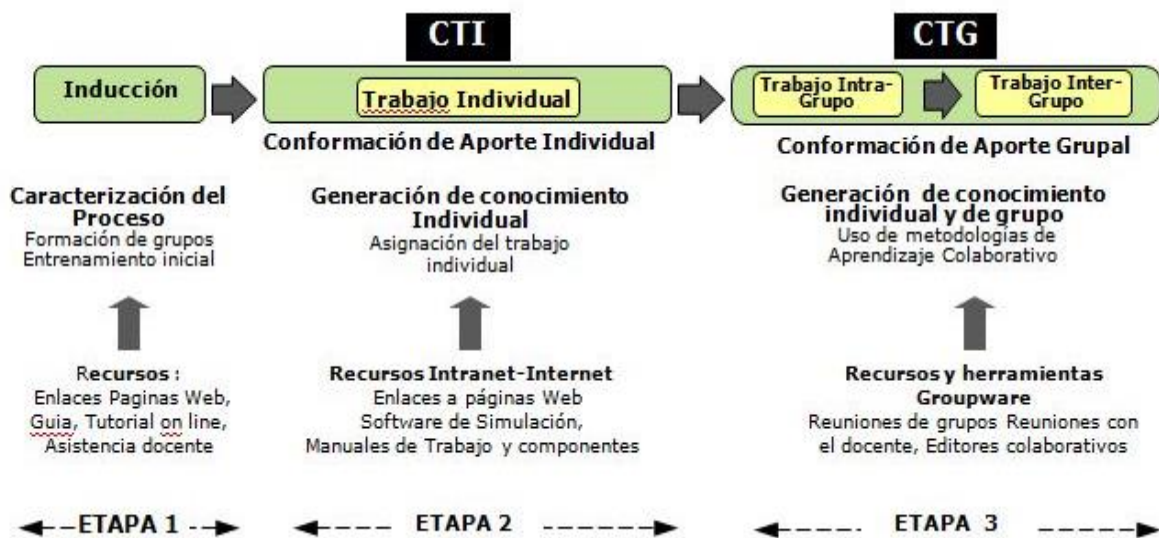 CTI
CTG
Inducción
Trabajo Individual
Trabajo Intra-
Grupo
Trabajo Inter-
Grupo
Conformación de Aporte Individual
Conformación de Aporte Grupal
Caracterización del
Proceso
Formación de grupos
Entrenamiento inicial
Generación de conocimiento
Individual
Asignación del trabajo
individual
Generación de conocimiento
individual y de grupo
Uso de metodologías de
Aprendizaje Colaborativo
Recursos :
Enlaces Paginas Web,
Guia, Tutorial on line,
Asistencia docente
Recursos Intranet-Internet
Enlaces a páginas Web
Software de Simulación,
Manuales de Trabajo y componentes
Recursos y herramientas
Groupware
Reuniones de grupos Reuniones con
el docente, Editores colaborativos
ETAPA 1
ETAPA 2
ETAPA 3